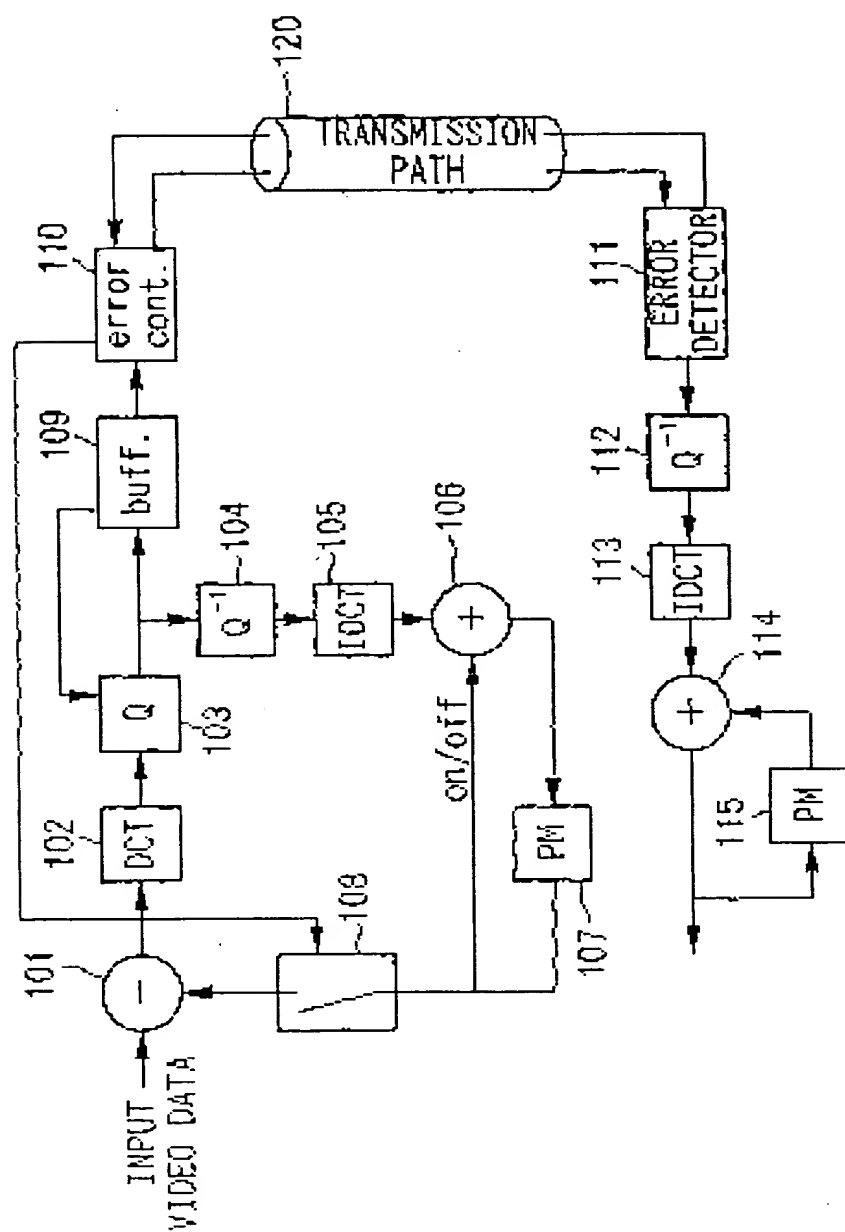 INPUT
VIDEO DATA
101
−
102
DCT
103
Q
109
buff.
110
error
cont.
104
Q⁻¹
105
IDCT
106
+
on/off
108
107
PM
120
TRANSMISSION
PATH
111
ERROR
DETECTOR
112
Q⁻¹
113
IDCT
114
+
115
PM